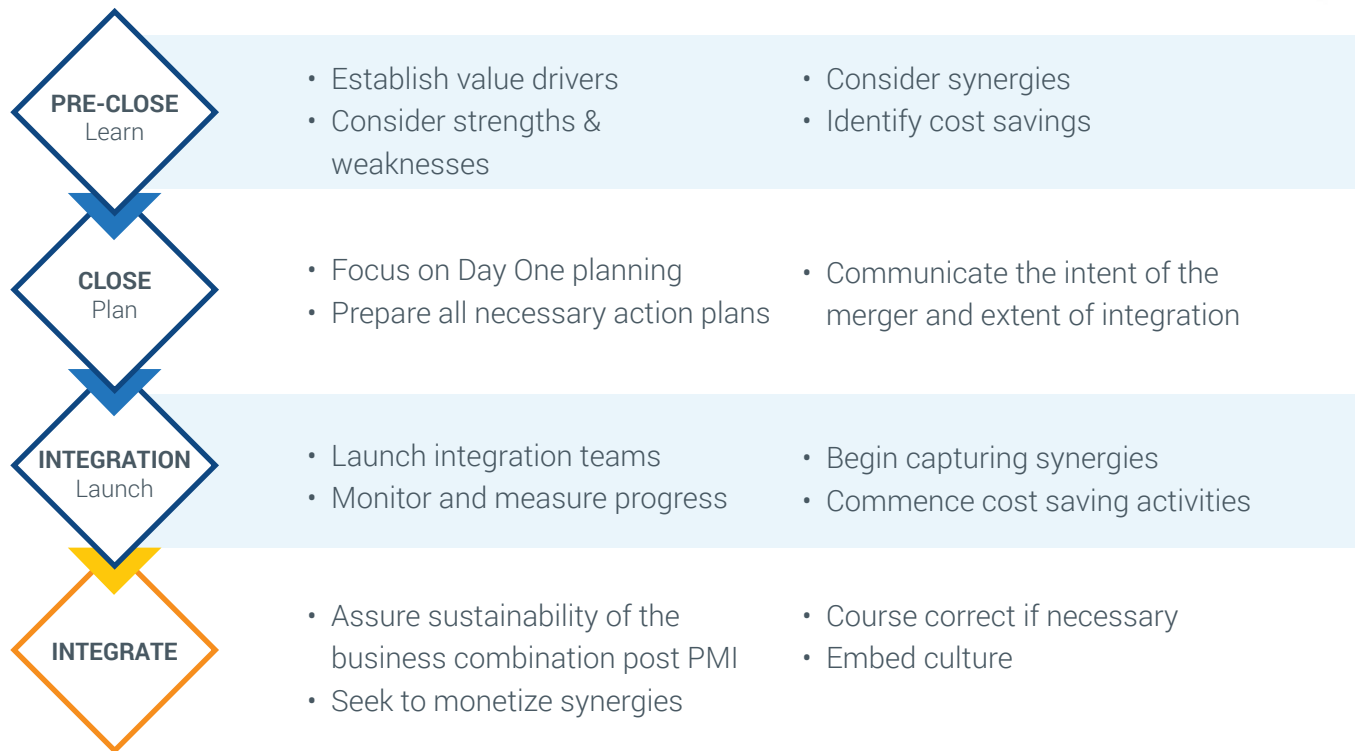 PRE-CLOSE
Learn
• Establish value drivers
• Consider strengths &
weaknesses
• Consider synergies
• Identify cost savings
CLOSE
Plan
• Focus on Day One planning
• Prepare all necessary action plans
• Communicate the intent of the
merger and extent of integration
INTEGRATION
Launch
• Launch integration teams
• Monitor and measure progress
• Begin capturing synergies
• Commence cost saving activities
INTEGRATE
• Assure sustainability of the
business combination post PMI
• Seek to monetize synergies
• Course correct if necessary
• Embed culture